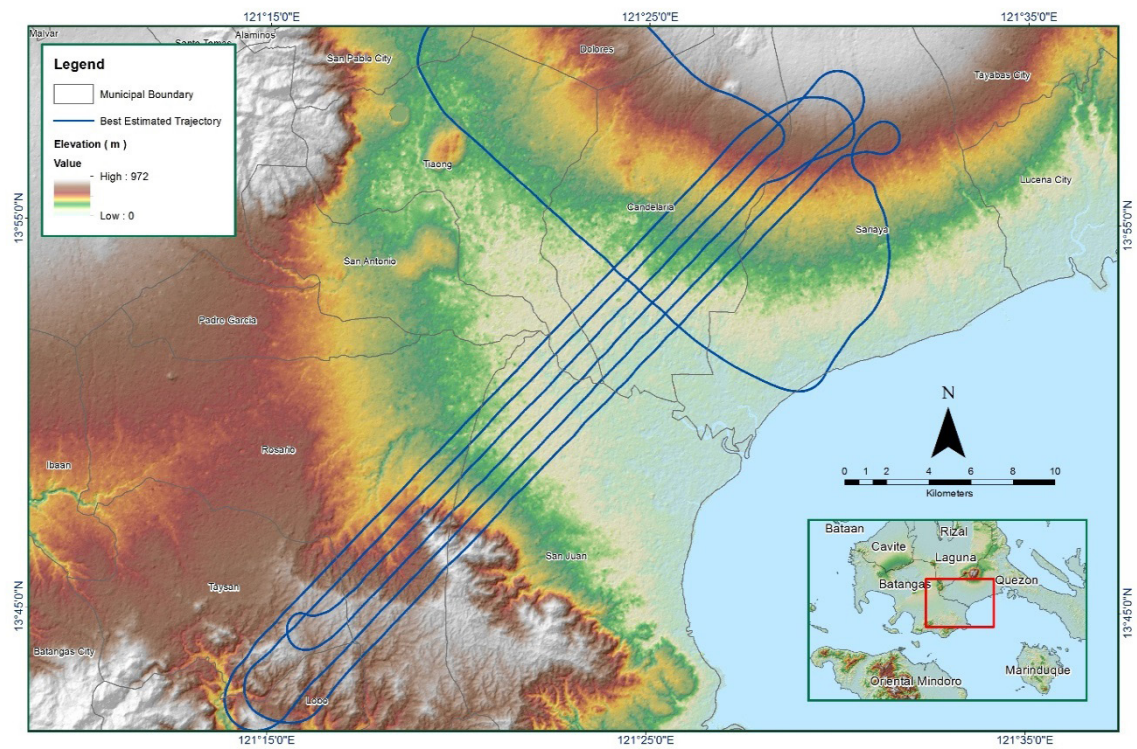 121°15'0"E
121°25'0"E
121°35'0"E
Malvar
Santo Tomas
Alaminos
San Pablo City
Dolores
Tayabas City
Legend
Municipal Boundary
Best Estimated Trajectory
Elevation ( m )
Value
High : 972
Low : 0
Tiaong
Lucena City
Candelaria
13°55'0"N
13°55'0"N
Sariaya
San Antonio
Padre Garcia
N
Rosario
Ibaan
0 1 2 4 6 8 10
Kilometers
San Juan
Taysan
Bataan
Rizal
Cavite
Laguna
Batangas
Quezon
Marinduque
Oriental Mindoro
13°45'0"N
13°45'0"N
Batangas City
Lobo
121°15'0"E
121°25'0"E
121°35'0"E